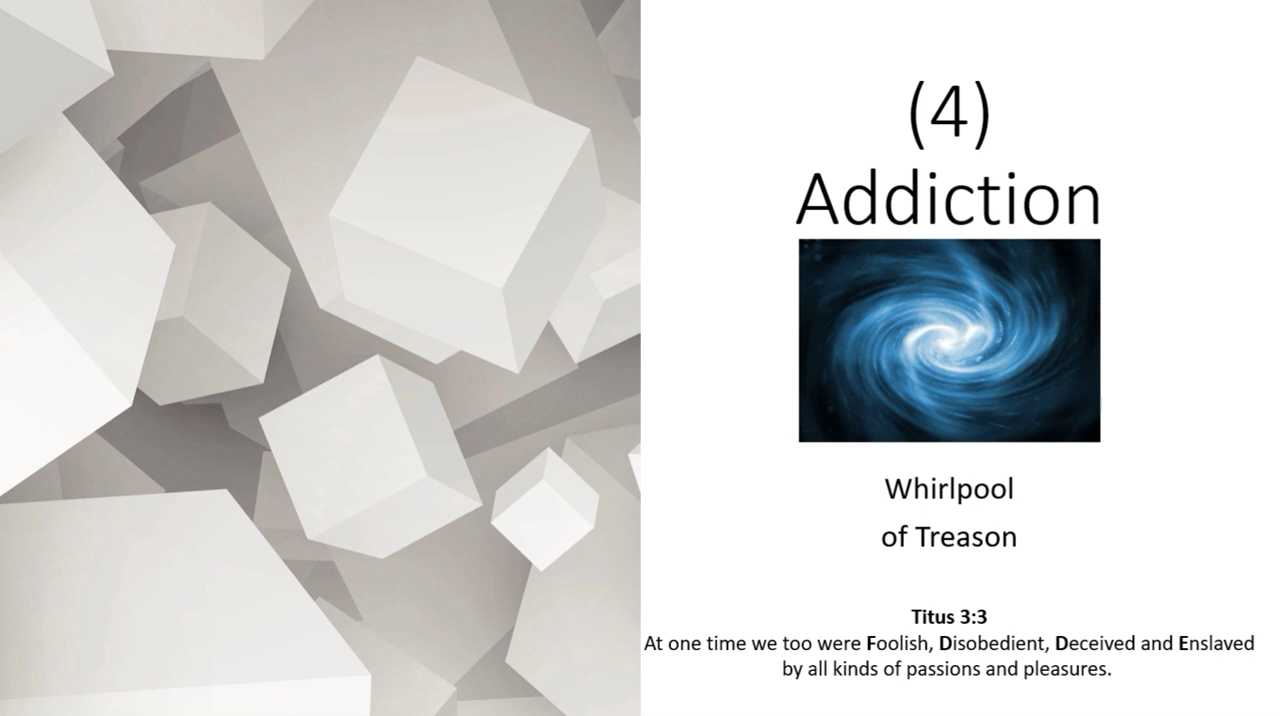 (4)
Addiction
Whirlpool
of Treason
Titus 3:3
At one time we too were Foolish, Disobedient, Deceived and Enslaved
by all kinds of passions and pleasures.